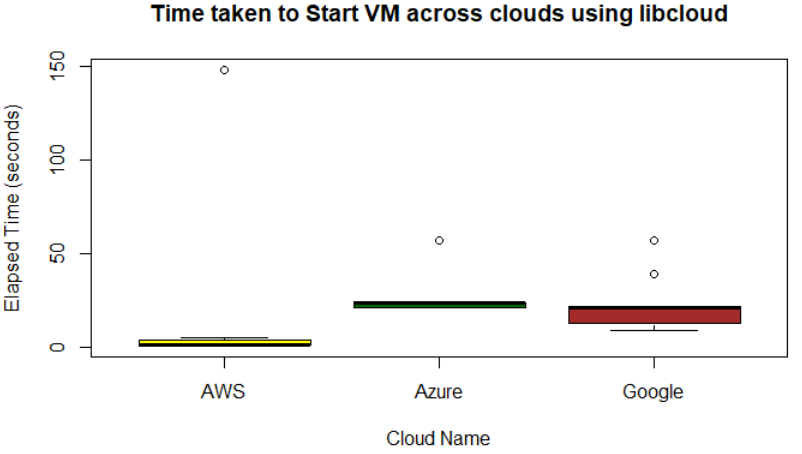 Time taken to Start VM across clouds using libcloud
150
100
50
0
Elapsed Time (seconds)
AWS
Azure
Google
Cloud Name